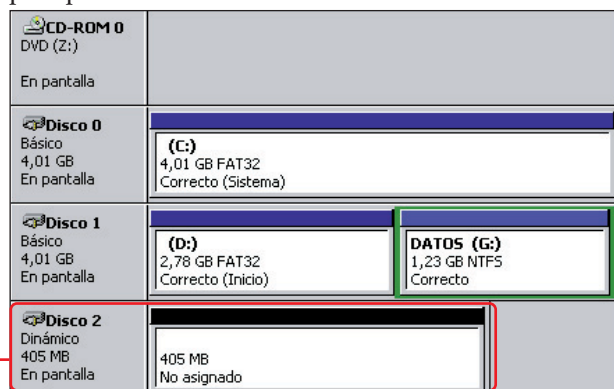 CD-ROM 0
DVD (Z:)
En pantalla
Disco 0
Básico
4,01 GB
En pantalla
(C:)
4,01 GB FAT32
Correcto (Sistema)
Disco 1
Básico
4,01 GB
En pantalla
(D:)
2,78 GB FAT32
Correcto (Inicio)
DATOS (G:)
1,23 GB NTFS
Correcto
Disco 2
Dinámico
405 MB
En pantalla
405 MB
No asignado